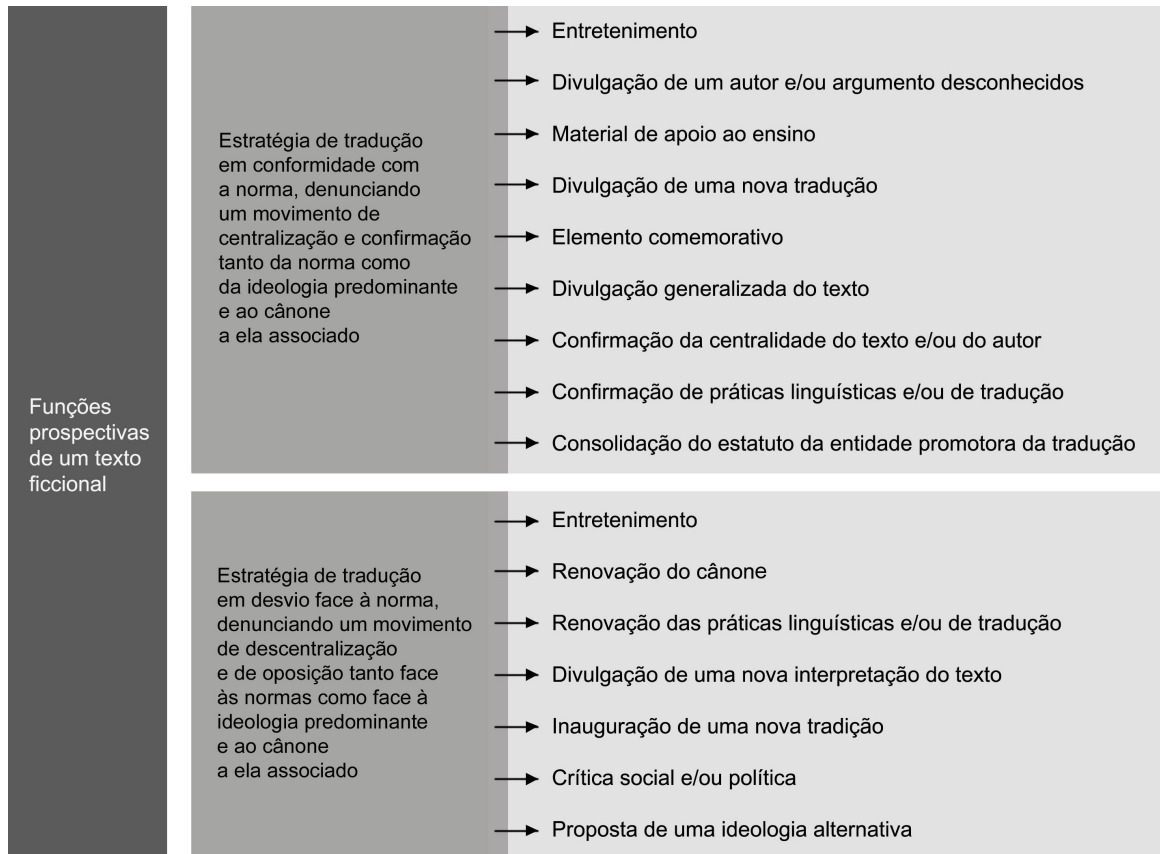 Funções
prospectivas
de um texto
ficcional
Estratégia de tradução
em conformidade com
a norma, denunciando
um movimento de
centralização e confirmação
tanto da norma como
da ideologia predominante
e ao cânone
a ela associado
Entretenimento
Divulgação de um autor e/ou argumento desconhecidos
Material de apoio ao ensino
Divulgação de uma nova tradução
Elemento comemorativo
Divulgação generalizada do texto
Confirmação da centralidade do texto e/ou do autor
Confirmação de práticas linguísticas e/ou de tradução
Consolidação do estatuto da entidade promotora da tradução
Estratégia de tradução
em desvio face à norma,
denunciando um movimento
de descentralização
e de oposição tanto face
às normas como face à
ideologia predominante
e ao cânone
a ela associado
Entretenimento
Renovação do cânone
Renovação das práticas linguísticas e/ou de tradução
Divulgação de uma nova interpretação do texto
Inauguração de uma nova tradição
Crítica social e/ou política
Proposta de uma ideologia alternativa